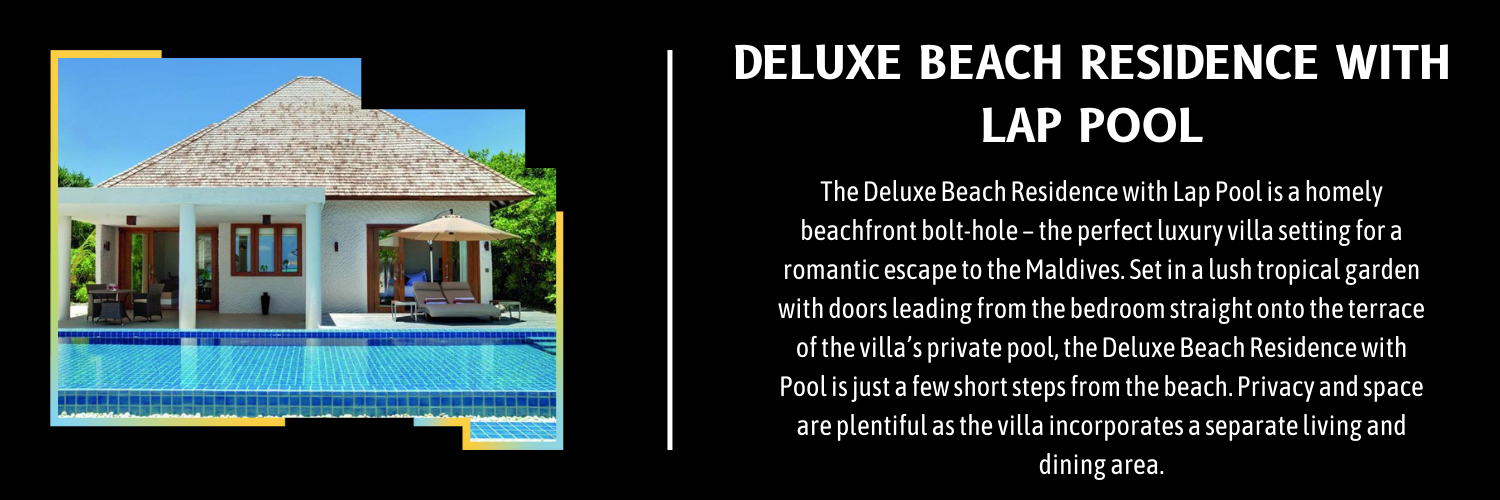 DELUXE BEACH RESIDENCE WITH
LAP POOL
The Deluxe Beach Residence with Lap Pool is a homely
beachfront bolt-hole – the perfect luxury villa setting for a
romantic escape to the Maldives. Set in a lush tropical garden
with doors leading from the bedroom straight onto the terrace
of the villa’s private pool, the Deluxe Beach Residence with
Pool is just a few short steps from the beach. Privacy and space
are plentiful as the villa incorporates a separate living and
dining area.